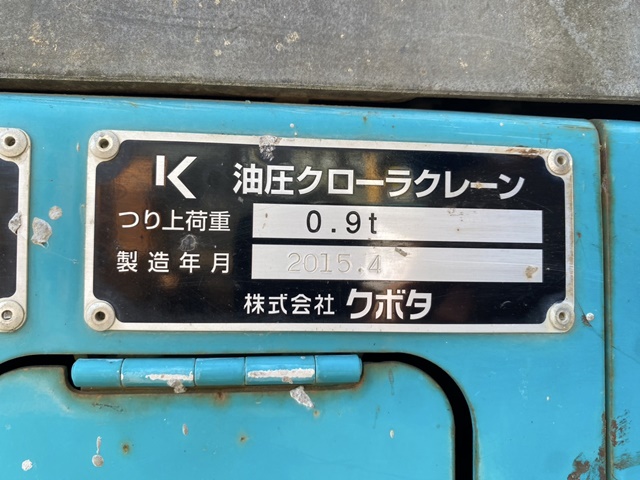 K 油圧クローラクレーン
つり上荷重 0.9t
製造年月 2015.4
株式会社 クボタ